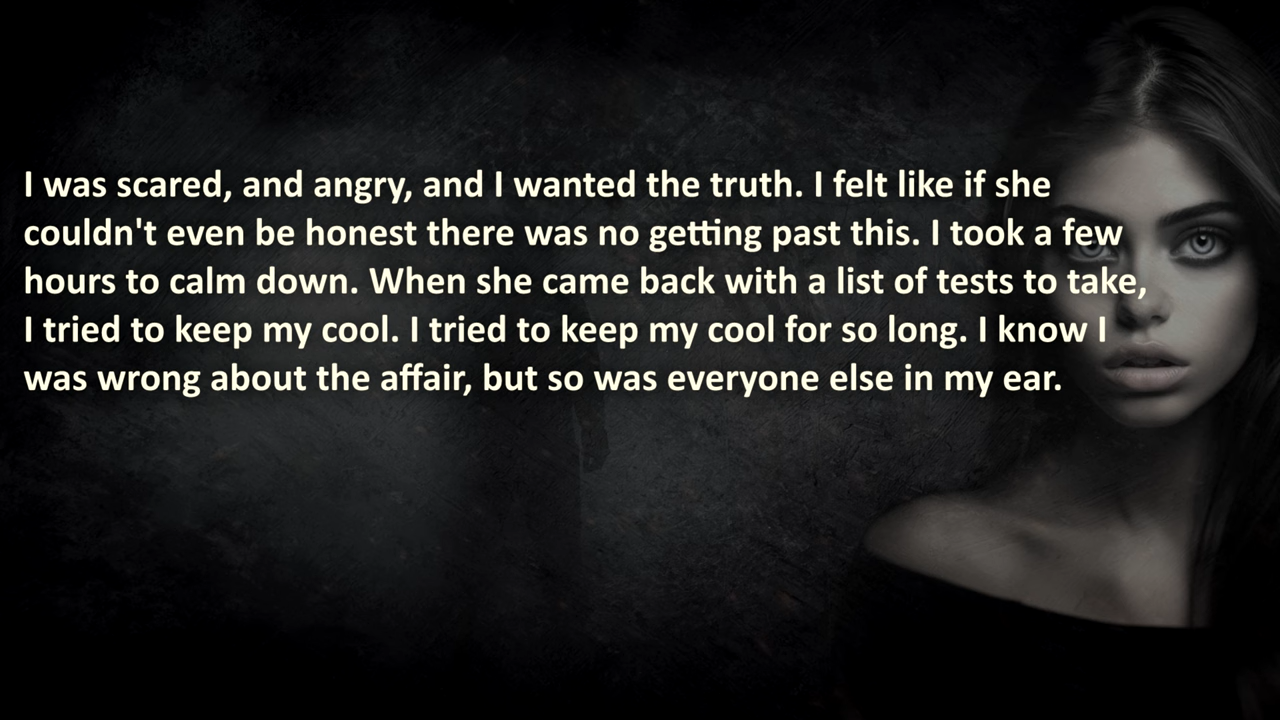 I was scared, and angry, and I wanted the truth. I felt like if she
couldn't even be honest there was no getting past this. I took a few
hours to calm down. When she came back with a list of tests to take,
I tried to keep my cool. I tried to keep my cool for so long. I know I
was wrong about the affair, but so was everyone else in my ear.